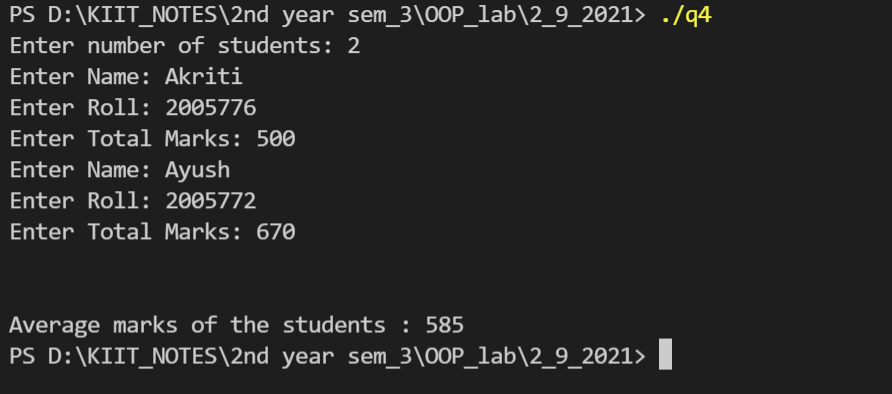 PS D:\KIIT_NOTES\2nd year sem_3\OOP_lab\2_9_2021> ./q4
Enter number of students: 2
Enter Name: Akriti
Enter Roll: 2005776
Enter Total Marks: 500
Enter Name: Ayush
Enter Roll: 2005772
Enter Total Marks: 670
Average marks of the students : 585
PS D:\KIIT_NOTES\2nd year sem_3\OOP_lab\2_9_2021>